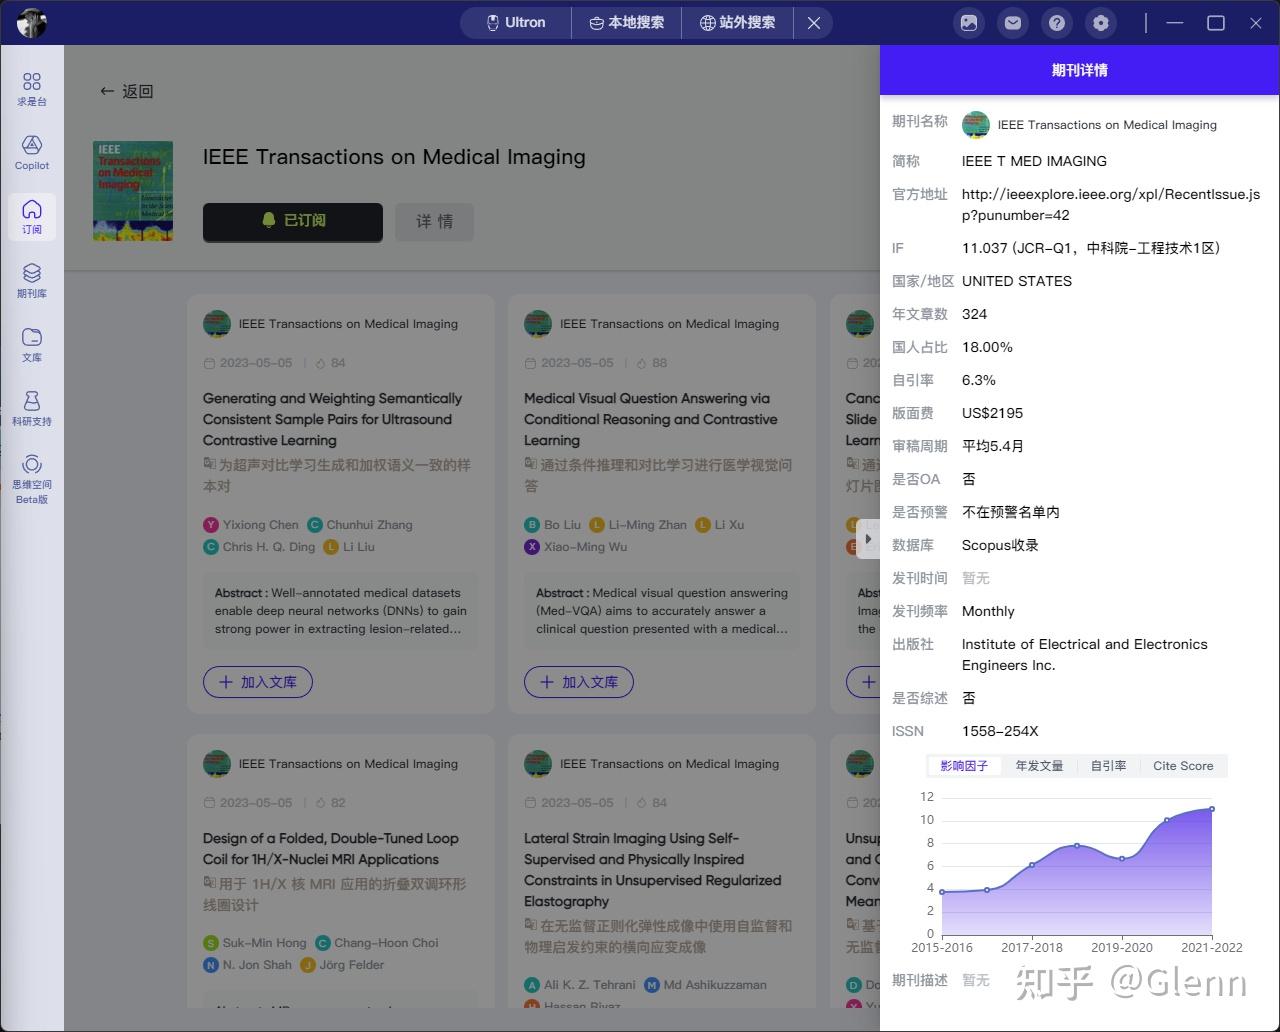 Ultron
本地搜索
站外搜索
求是台
Copilot
订阅
期刊库
文库
科研支持
思维空间
Beta版
← 返回
IEEE
Transactions
on Medical
Imaging
IEEE Transactions on Medical Imaging
已订阅
详 情
IEEE Transactions on Medical Imaging
2023-05-05 | 84
Generating and Weighting Semantically
Consistent Sample Pairs for Ultrasound
Contrastive Learning
为超声对比学习生成和加权语义一致的样
本对
Y Yixiong Chen C Chunhui Zhang
C Chris H. Q. Ding L Li Liu
Abstract : Well-annotated medical datasets
enable deep neural networks (DNNs) to gain
strong power in extracting lesion-related...
+ 加入文库
IEEE Transactions on Medical Imaging
2023-05-05 | 88
Medical Visual Question Answering via
Conditional Reasoning and Contrastive
Learning
通过条件推理和对比学习进行医学视觉问
答
B Bo Liu L Li-Ming Zhan L Li Xu
X Xiao-Ming Wu
Abstract : Medical visual question answering
(Med-VQA) aims to accurately answer a
clinical question presented with a medical...
+ 加入文库
202
Canc
Slide
Learn
灯片
L
E
Abst
Imag
the
+
IEEE Transactions on Medical Imaging
2023-05-05 | 82
Design of a Folded, Double-Tuned Loop
Coil for 1H/X-Nuclei MRI Applications
用于 1H/X 核 MRI 应用的折叠双调环形
线圈设计
S Suk-Min Hong C Chang-Hoon Choi
N N. Jon Shah J Jörg Felder
IEEE Transactions on Medical Imaging
2023-05-05 | 84
Lateral Strain Imaging Using Self-
Supervised and Physically Inspired
Constraints in Unsupervised Regularized
Elastography
在无监督正则化弹性成像中使用自监督和
物理启发约束的横向应变成像
A Ali K. Z. Tehrani M Md Ashikuzzaman
H Hassan Rivaz
202
Unsup
and C
Conv
Mean
无监督
D Do
Y Yu
期刊详情
期刊名称 IEEE Transactions on Medical Imaging
简称 IEEE T MED IMAGING
官方地址 http://ieeexplore.ieee.org/xpl/RecentIssue.js
p?punumber=42
IF 11.037 (JCR-Q1，中科院-工程技术1区)
国家/地区 UNITED STATES
年文章数 324
国人占比 18.00%
自引率 6.3%
版面费 US$2195
审稿周期 平均5.4月
是否OA 否
是否预警 不在预警名单内
数据库 Scopus收录
发刊时间 暂无
发刊频率 Monthly
出版社 Institute of Electrical and Electronics
Engineers Inc.
是否综述 否
ISSN 1558-254X
影响因子 年发文量 自引率 Cite Score
12
10
8
6
4
2
0
2015-2016 2017-2018 2019-2020 2021-2022
期刊描述 暂无
知乎 @Glenn